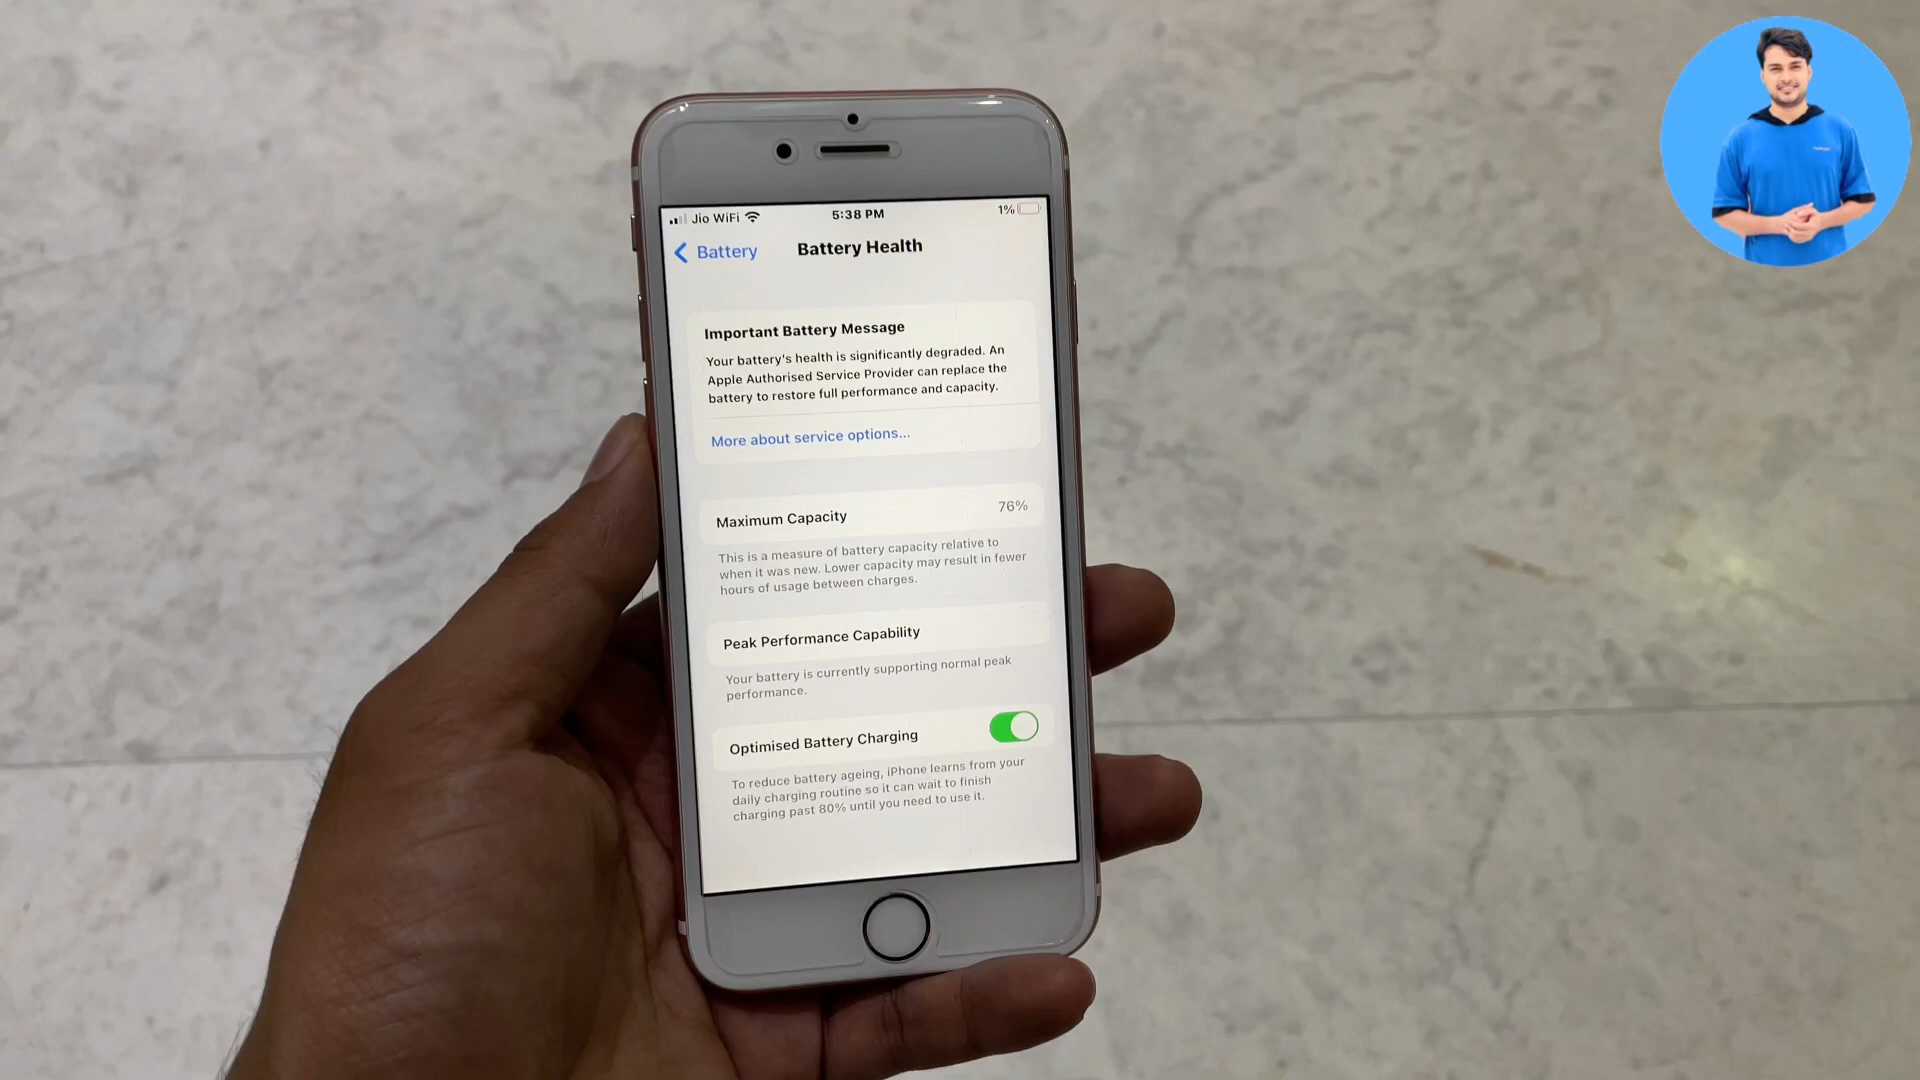 Jio WiFi
5:38 PM
1%
Battery
Battery Health
Important Battery Message
Your battery's health is significantly degraded. An
Apple Authorised Service Provider can replace the
battery to restore full performance and capacity.
More about service options...
Maximum Capacity
76%
This is a measure of battery capacity relative to
when it was new. Lower capacity may result in fewer
hours of usage between charges.
Peak Performance Capability
Your battery is currently supporting normal peak
performance.
Optimised Battery Charging
To reduce battery ageing, iPhone learns from your
daily charging routine so it can wait to finish
charging past 80% until you need to use it.